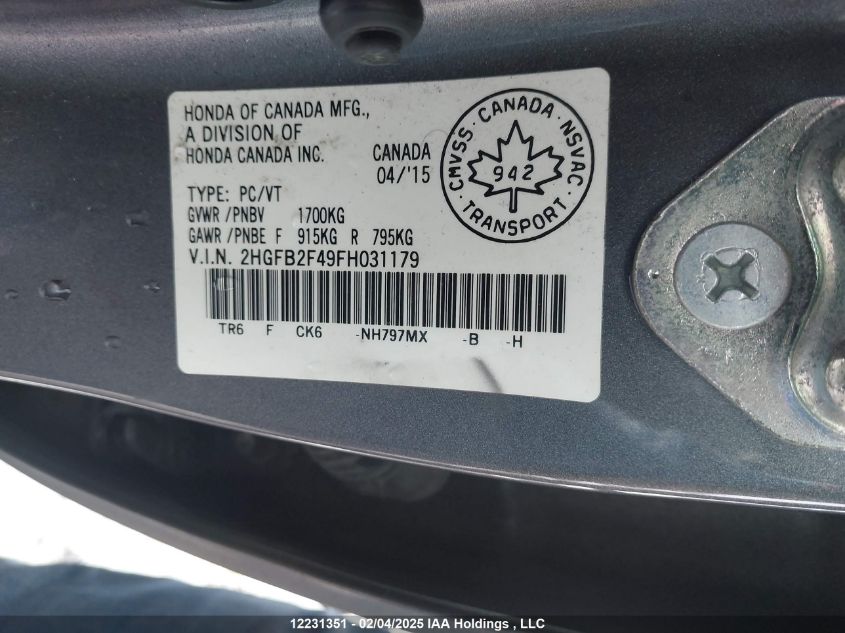 HONDA OF CANADA MFG.,
A DIVISION OF
HONDA CANADA INC.
CANADA
04/'15
CMVSS · CANADA · NSVAC · TRANSPORT ·
942
TYPE: PC/VT
GVWR /PNBV 1700KG
GAWR /PNBE F 915KG R 795KG
V.I.N. 2HGFB2F49FH031179
TR6 F CK6 -NH797MX -B -H
12231351 - 02/04/2025 IAA Holdings , LLC